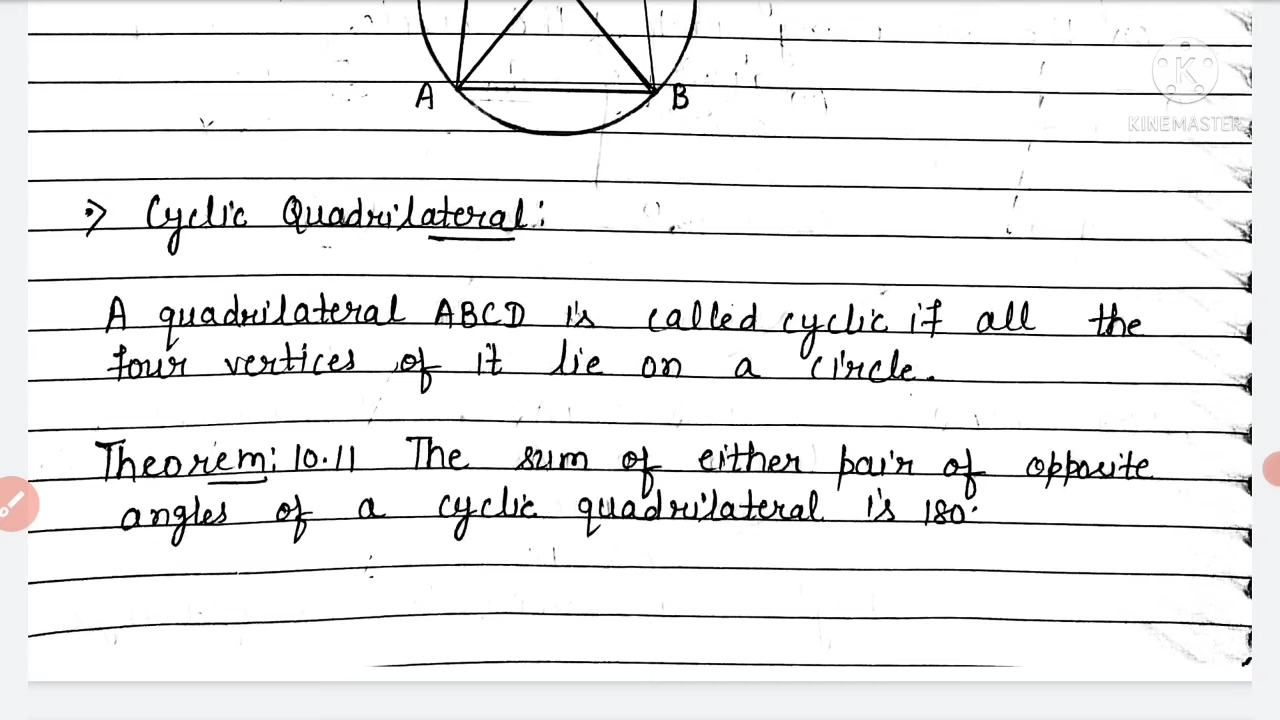 A B
K
KINEMASTER
⇒ Cyclic Quadrilateral:
A quadrilateral ABCD is called cyclic if all the
four vertices of it lie on a circle.
Theorem: 10.11 The sum of either pair of opposite
angles of a cyclic quadrilateral is 180°